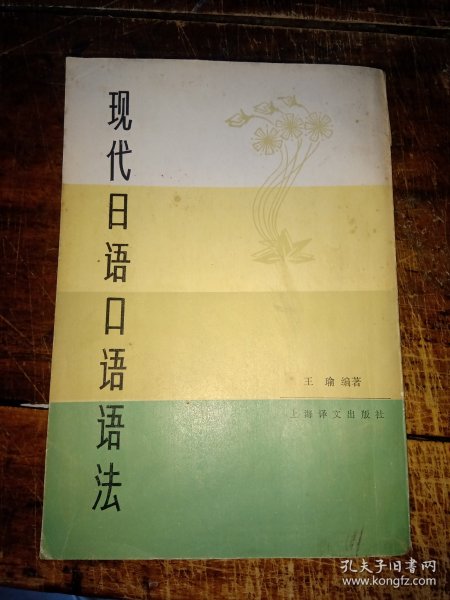 现代日语口语语法
王瑜 编著
上海译文出版社
孔夫子旧书网
www.kongfz.com